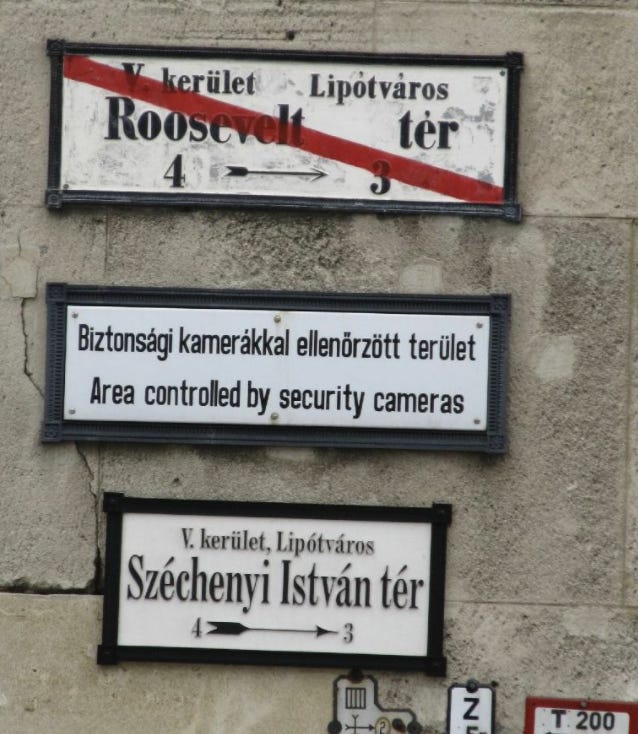 V. kerület Lipótváros
Roosevelt tér
4 3
Biztonsági kamerákkal ellenőrzött terület
Area controlled by security cameras
V. kerület, Lipótváros
Széchenyi István tér
4 3
Z
T 200